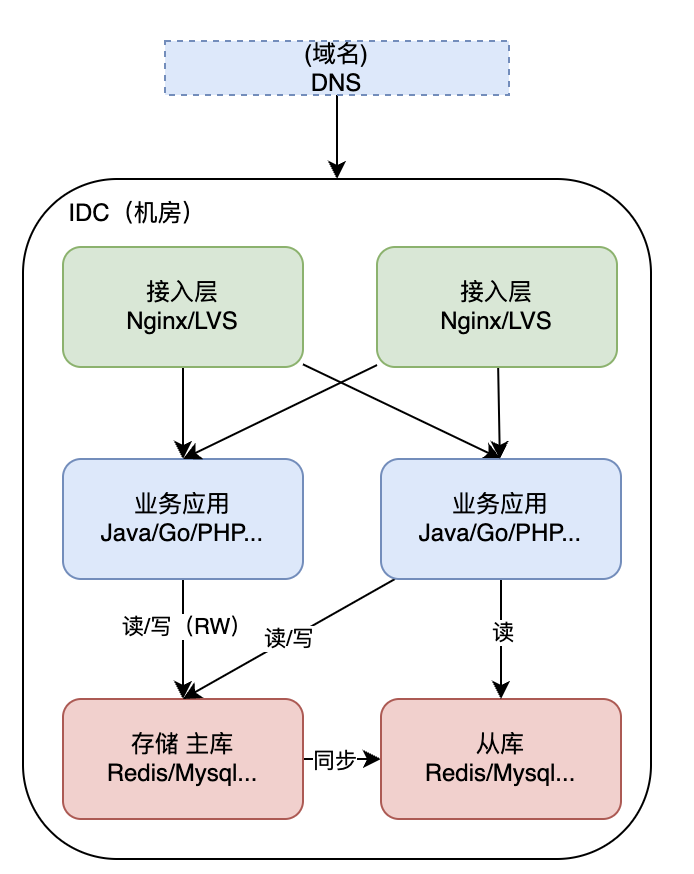 (域名)
DNS
IDC（机房）
接入层
Nginx/LVS
接入层
Nginx/LVS
业务应用
Java/Go/PHP...
业务应用
Java/Go/PHP...
读/写（RW）
读/写
读
存储 主库
Redis/Mysql...
同步
从库
Redis/Mysql...